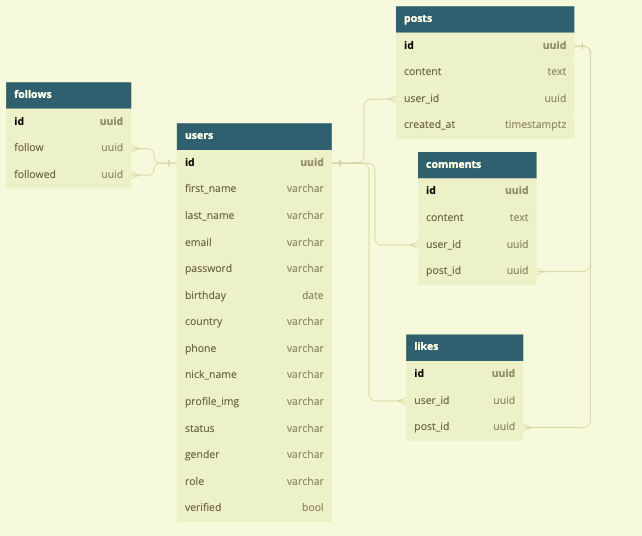 follows
id uuid
follow uuid
followed uuid
users
id uuid
first_name varchar
last_name varchar
email varchar
password varchar
birthday date
country varchar
phone varchar
nick_name varchar
profile_img varchar
status varchar
gender varchar
role varchar
verified bool
posts
id uuid
content text
user_id uuid
created_at timestamptz
comments
id uuid
content text
user_id uuid
post_id uuid
likes
id uuid
user_id uuid
post_id uuid